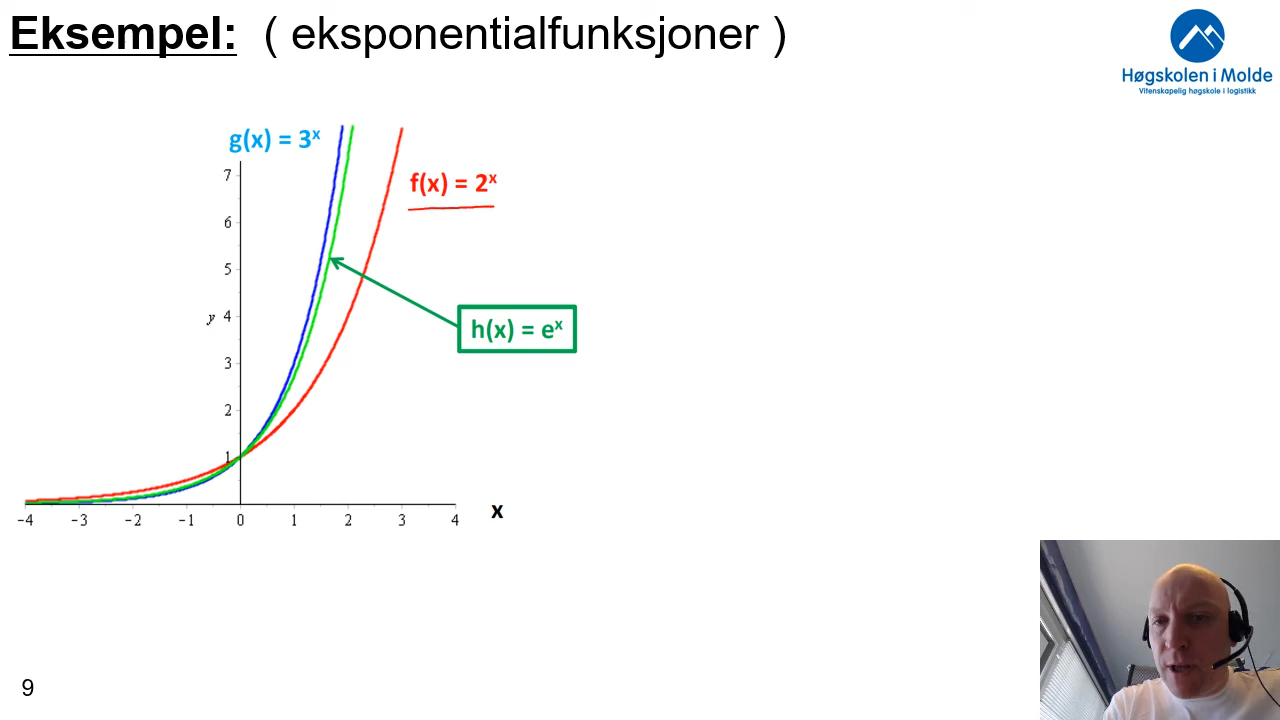 Eksempel: ( eksponentialfunksjoner )
Høgskolen i Molde
Vitenskapelig høgskole i logistikk
g(x) = 3ˣ
f(x) = 2ˣ
h(x) = eˣ
7
6
5
y 4
3
2
1
-4 -3 -2 -1 0 1 2 3 4
x
9